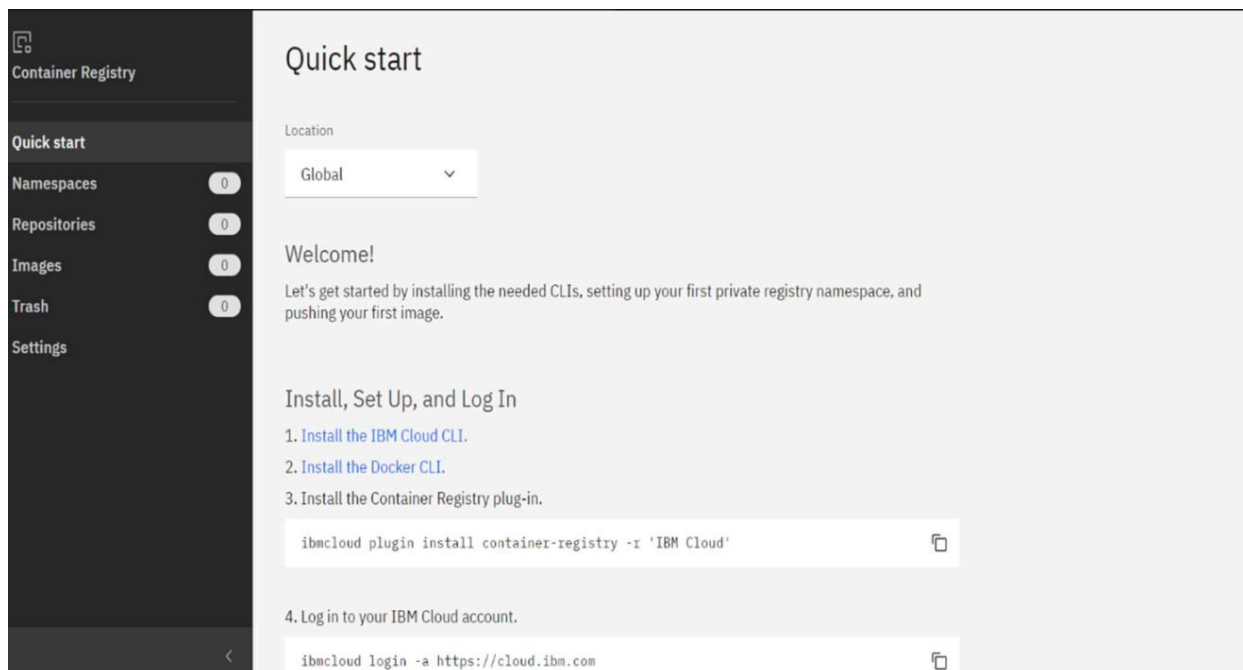 Container Registry
Quick start
Namespaces 0
Repositories 0
Images 0
Trash 0
Settings
Quick start
Location
Global
Welcome!
Let's get started by installing the needed CLIs, setting up your first private registry namespace, and
pushing your first image.
Install, Set Up, and Log In
1. Install the IBM Cloud CLI.
2. Install the Docker CLI.
3. Install the Container Registry plug-in.
ibmcloud plugin install container-registry -r 'IBM Cloud'
4. Log in to your IBM Cloud account.
ibmcloud login -a https://cloud.ibm.com